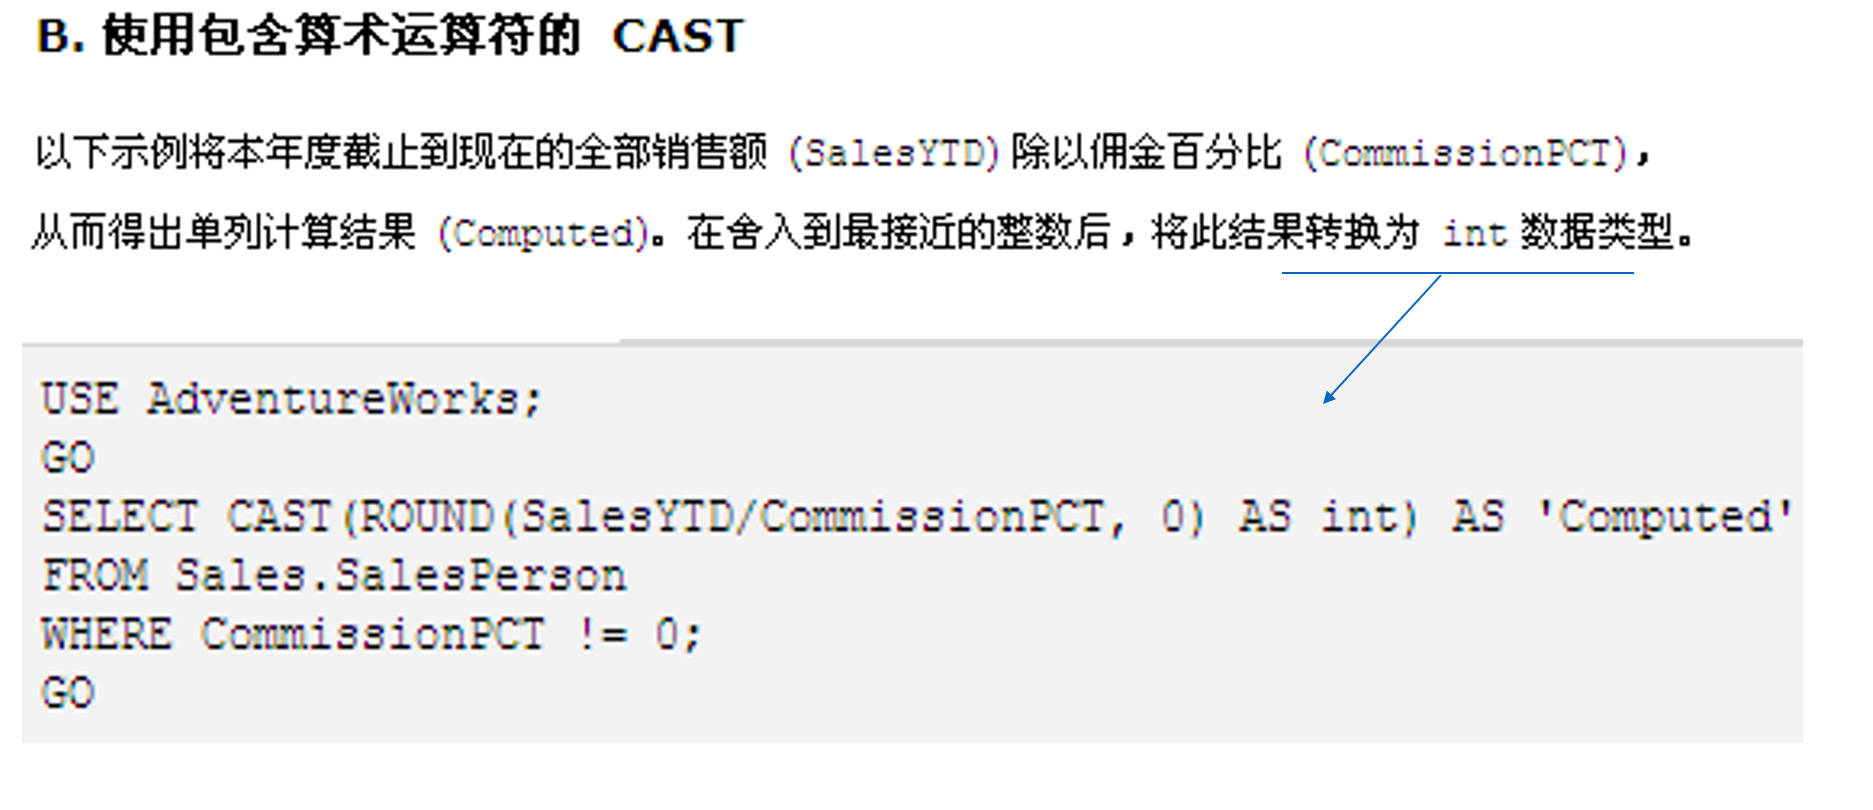 B. 使用包含算术运算符的 CAST
以下示例将本年度截止到现在的全部销售额 (SalesYTD) 除以佣金百分比 (CommissionPCT),
从而得出单列计算结果 (Computed)。在舍入到最接近的整数后,将此结果转换为 int 数据类型。
USE AdventureWorks;
GO
SELECT CAST(ROUND(SalesYTD/CommissionPCT, 0) AS int) AS 'Computed'
FROM Sales.SalesPerson
WHERE CommissionPCT != 0;
GO